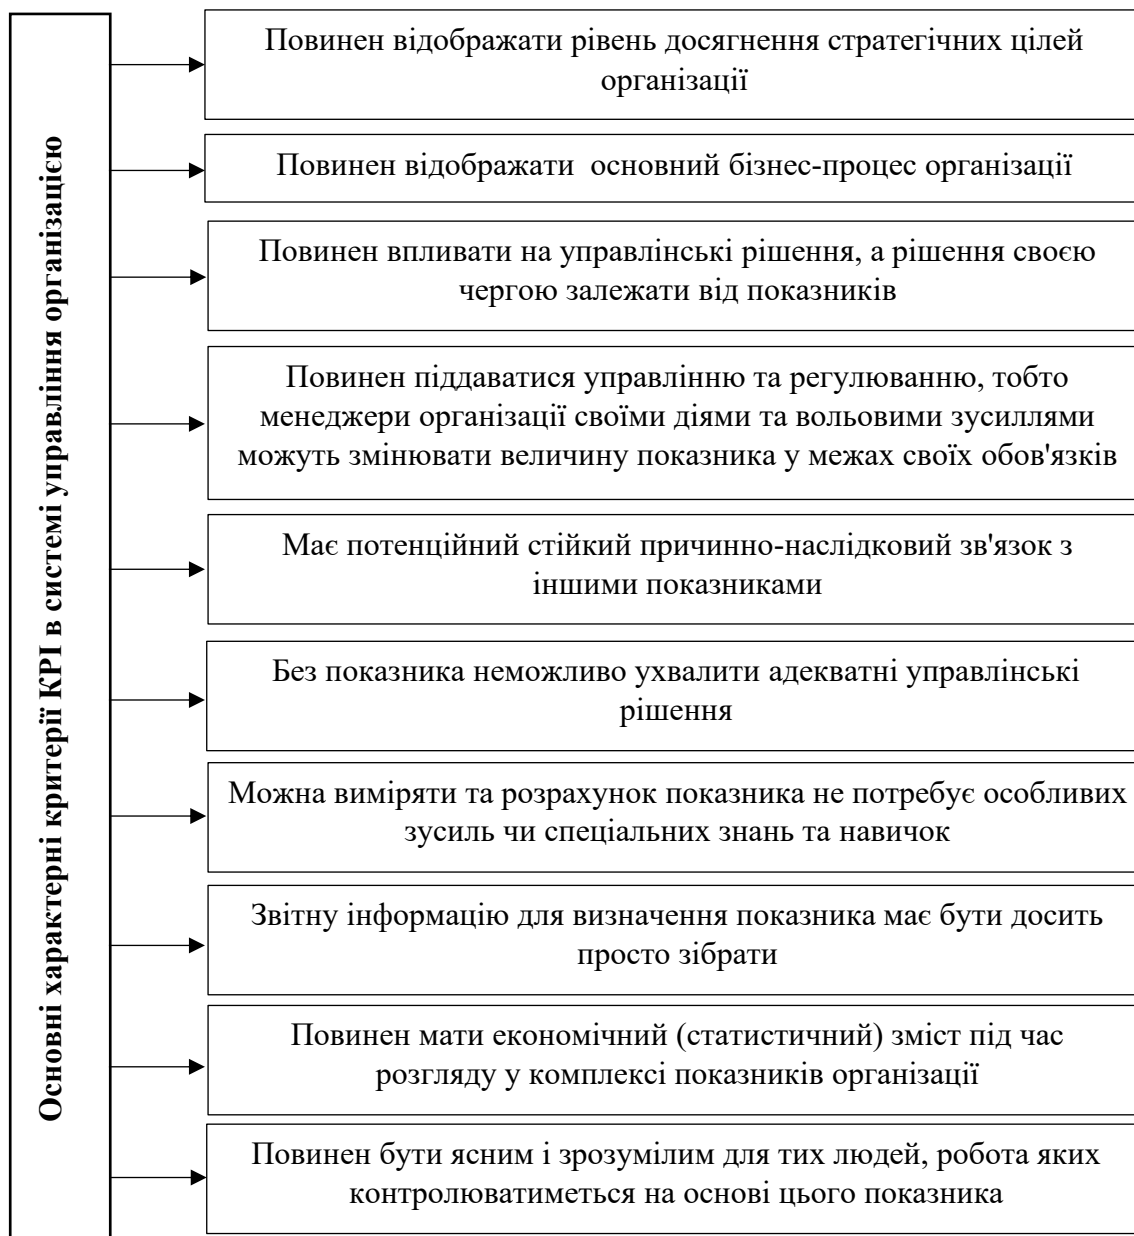 Основні характерні критерії KPI в системі управління організацією
Повинен відображати рівень досягнення стратегічних цілей
організації
Повинен відображати основний бізнес-процес організації
Повинен впливати на управлінські рішення, а рішення своєю
чергою залежати від показників
Повинен піддаватися управлінню та регулюванню, тобто
менеджери організації своїми діями та вольовими зусиллями
можуть змінювати величину показника у межах своїх обов'язків
Має потенційний стійкий причинно-наслідковий зв'язок з
іншими показниками
Без показника неможливо ухвалити адекватні управлінські
рішення
Можна виміряти та розрахунок показника не потребує особливих
зусиль чи спеціальних знань та навичок
Звітну інформацію для визначення показника має бути досить
просто зібрати
Повинен мати економічний (статистичний) зміст під час
розгляду у комплексі показників організації
Повинен бути ясним і зрозумілим для тих людей, робота яких
контролюватиметься на основі цього показника